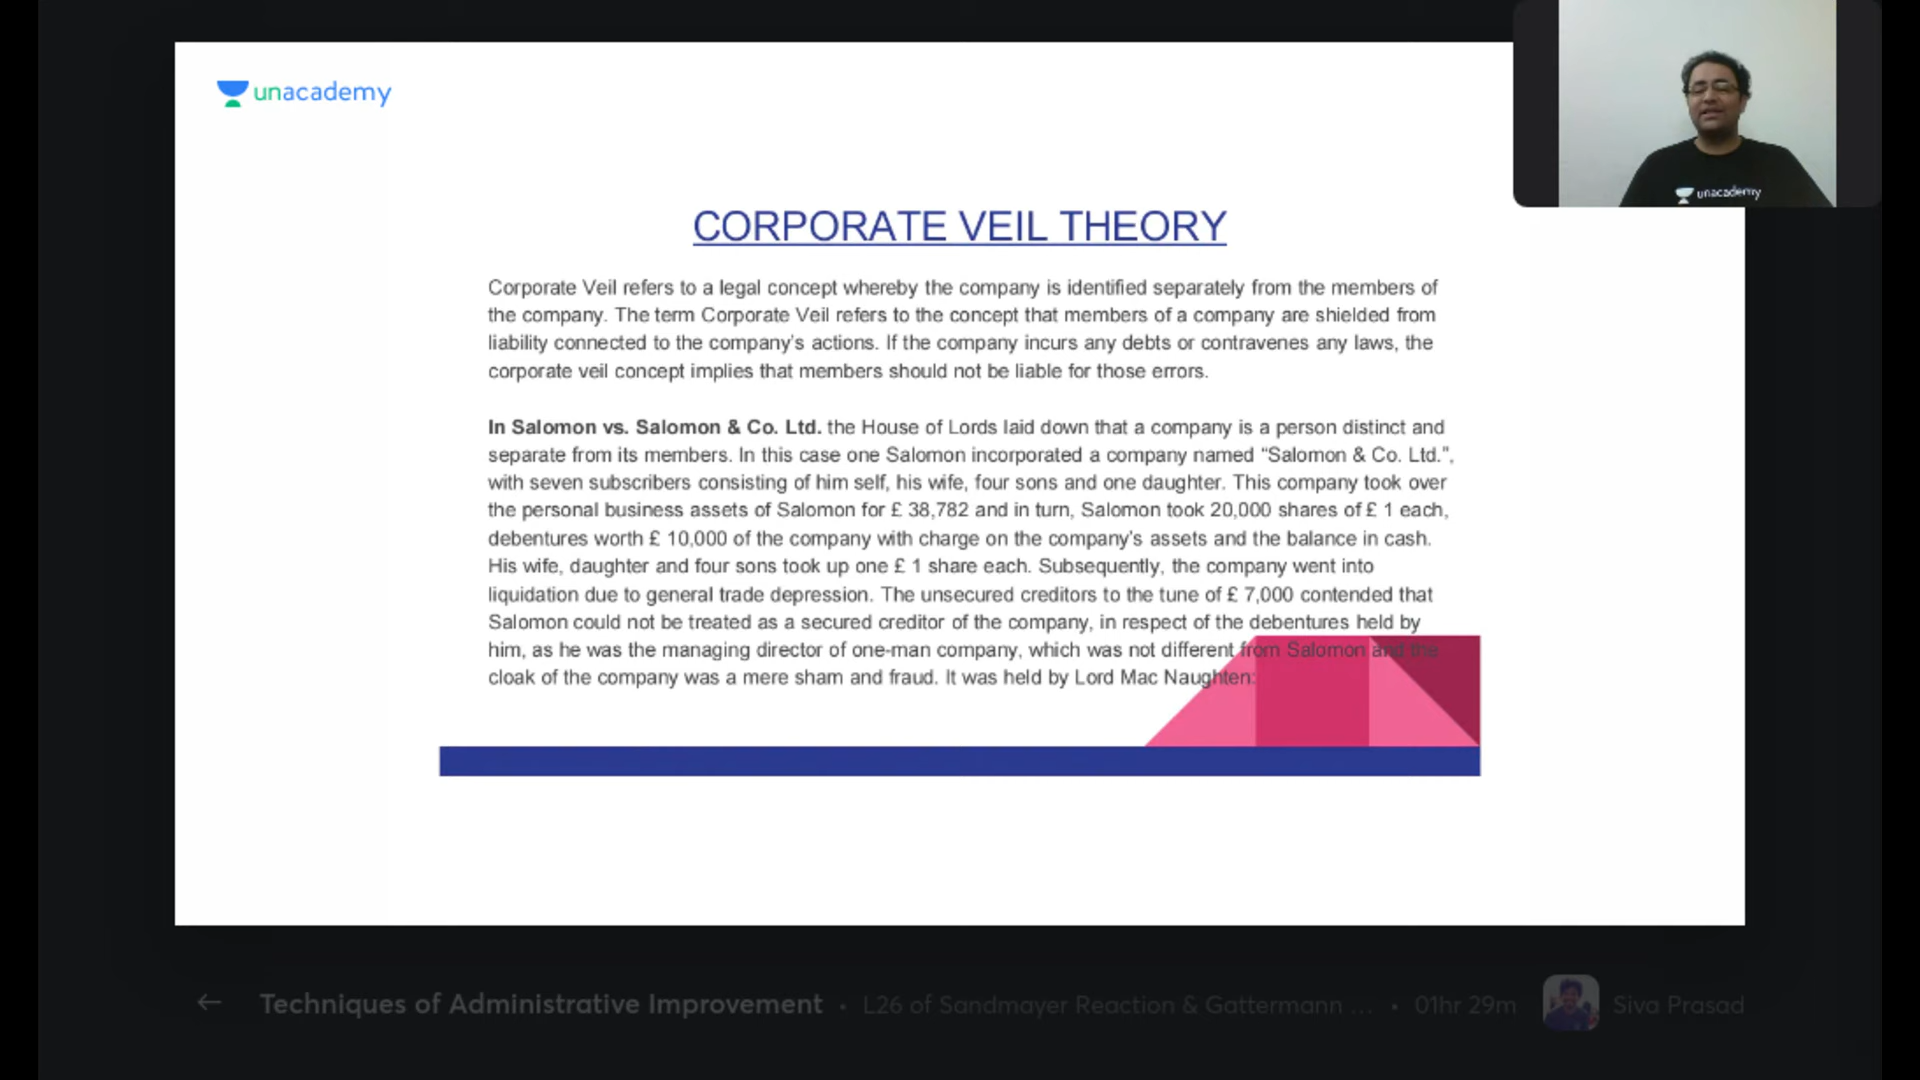 unacademy
unacademy
CORPORATE VEIL THEORY
Corporate Veil refers to a legal concept whereby the company is identified separately from the members of
the company. The term Corporate Veil refers to the concept that members of a company are shielded from
liability connected to the company's actions. If the company incurs any debts or contravenes any laws, the
corporate veil concept implies that members should not be liable for those errors.
In Salomon vs. Salomon & Co. Ltd. the House of Lords laid down that a company is a person distinct and
separate from its members. In this case one Salomon incorporated a company named “Salomon & Co. Ltd.”,
with seven subscribers consisting of him self, his wife, four sons and one daughter. This company took over
the personal business assets of Salomon for £ 38,782 and in turn, Salomon took 20,000 shares of £ 1 each,
debentures worth £ 10,000 of the company with charge on the company's assets and the balance in cash.
His wife, daughter and four sons took up one £ 1 share each. Subsequently, the company went into
liquidation due to general trade depression. The unsecured creditors to the tune of £ 7,000 contended that
Salomon could not be treated as a secured creditor of the company, in respect of the debentures held by
him, as he was the managing director of one-man company, which was not different from Salomon and the
cloak of the company was a mere sham and fraud. It was held by Lord Mac Naughten:
Techniques of Administrative Improvement • L26 of Sandmayer Reaction & Gattermann ... • 01hr 29m Siva Prasad